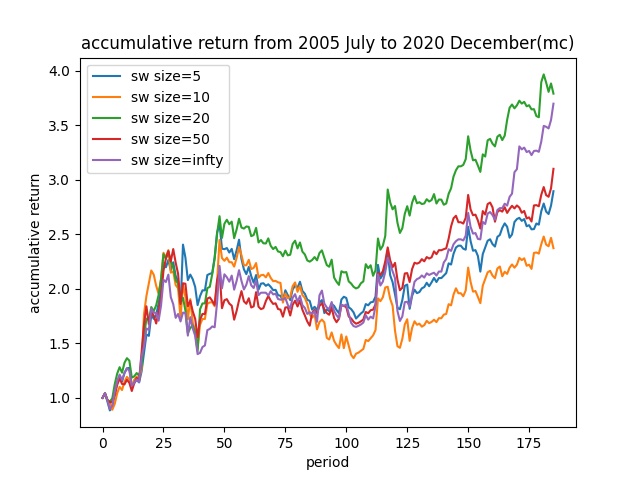 accumulative return from 2005 July to 2020 December(mc)
sw size=5
sw size=10
sw size=20
sw size=50
sw size=infty
accumulative return
4.0
3.5
3.0
2.5
2.0
1.5
1.0
0 25 50 75 100 125 150 175
period